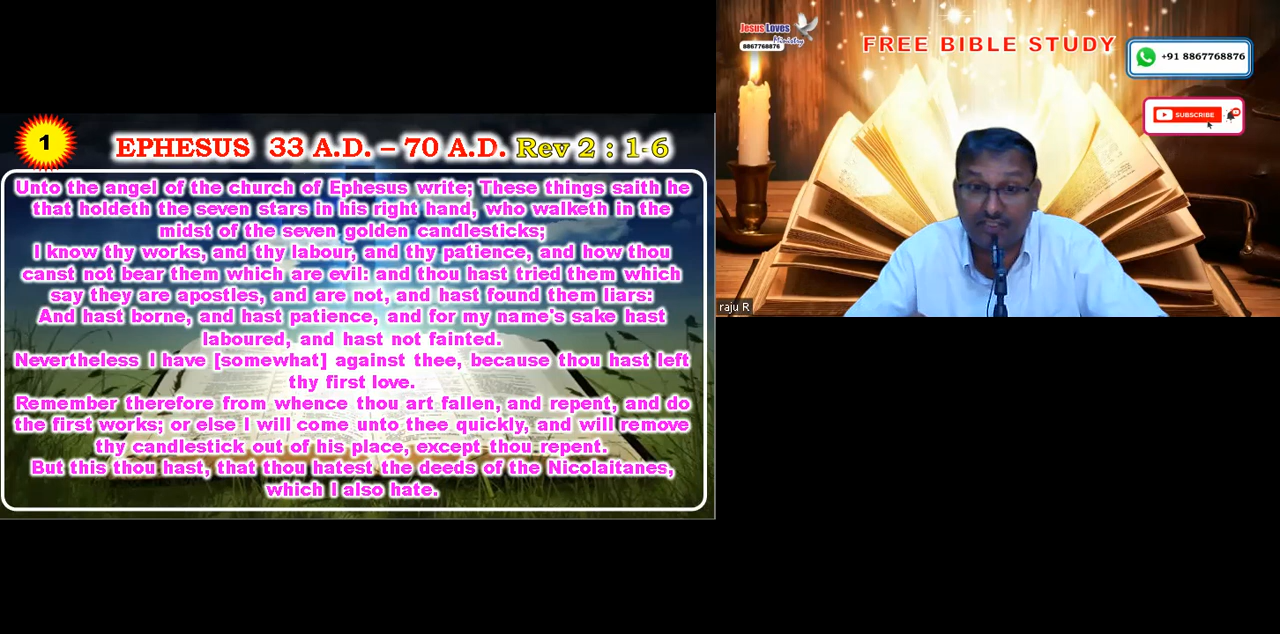 1
EPHESUS 33 A.D. – 70 A.D. Rev 2 : 1-6
Unto the angel of the church of Ephesus write; These things saith he
that holdeth the seven stars in his right hand, who walketh in the
midst of the seven golden candlesticks;
I know thy works, and thy labour, and thy patience, and how thou
canst not bear them which are evil: and thou hast tried them which
say they are apostles, and are not, and hast found them liars:
And hast borne, and hast patience, and for my name's sake hast
laboured, and hast not fainted.
Nevertheless I have [somewhat] against thee, because thou hast left
thy first love.
Remember therefore from whence thou art fallen, and repent, and do
the first works; or else I will come unto thee quickly, and will remove
thy candlestick out of his place, except thou repent.
But this thou hast, that thou hatest the deeds of the Nicolaitanes,
which I also hate.
Jesus Loves
Ministry
8867768876
FREE BIBLE STUDY
+91 8867768876
SUBSCRIBE
raju R